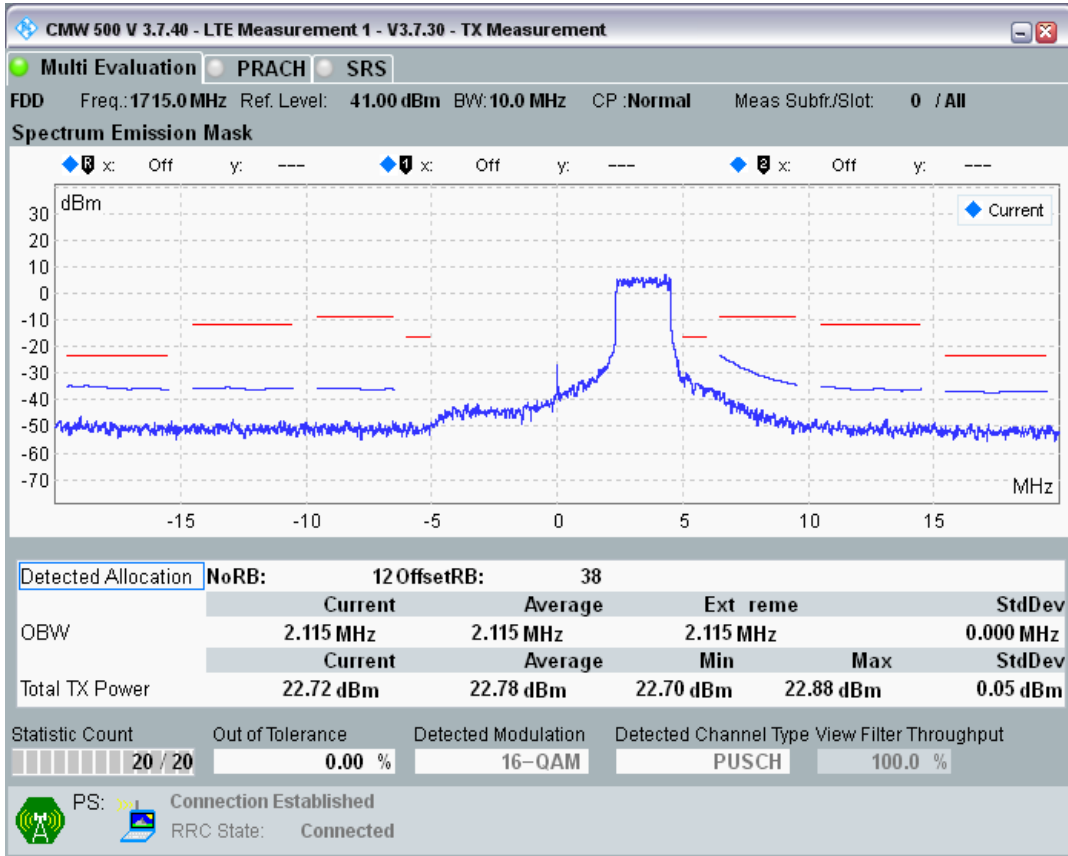 CMW 500 V 3.7.40 - LTE Measurement 1 - V3.7.30 - TX Measurement
Multi Evaluation PRACH SRS
FDD Freq.: 1715.0 MHz Ref. Level: 41.00 dBm BW: 10.0 MHz CP : Normal Meas Subfr./Slot: 0 / All
Spectrum Emission Mask
R x: Off y: --- 1 x: Off y: --- 2 x: Off y: ---
dBm
Current
30
20
10
0
-10
-20
-30
-40
-50
-60
-70
MHz
-15 -10 -5 0 5 10 15
Detected Allocation NoRB: 12 OffsetRB: 38
Current Average Ext reme StdDev
OBW 2.115 MHz 2.115 MHz 2.115 MHz 0.000 MHz
Current Average Min Max StdDev
Total TX Power 22.72 dBm 22.78 dBm 22.70 dBm 22.88 dBm 0.05 dBm
Statistic Count Out of Tolerance Detected Modulation Detected Channel Type View Filter Throughput
20 / 20 0.00 % 16-QAM PUSCH 100.0 %
PS: Connection Established
RRC State: Connected